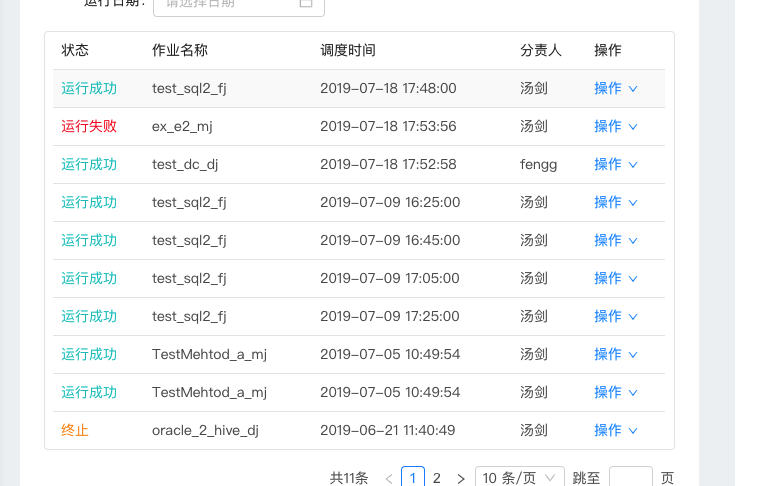 运行日期: 请选择日期
状态 作业名称 调度时间 分责人 操作
运行成功 test_sql2_fj 2019-07-18 17:48:00 汤剑 操作
运行失败 ex_e2_mj 2019-07-18 17:53:56 汤剑 操作
运行成功 test_dc_dj 2019-07-18 17:52:58 fengg 操作
运行成功 test_sql2_fj 2019-07-09 16:25:00 汤剑 操作
运行成功 test_sql2_fj 2019-07-09 16:45:00 汤剑 操作
运行成功 test_sql2_fj 2019-07-09 17:05:00 汤剑 操作
运行成功 test_sql2_fj 2019-07-09 17:25:00 汤剑 操作
运行成功 TestMehtod_a_mj 2019-07-05 10:49:54 汤剑 操作
运行成功 TestMehtod_a_mj 2019-07-05 10:49:54 汤剑 操作
终止 oracle_2_hive_dj 2019-06-21 11:40:49 汤剑 操作
共11条 < 1 2 > 10 条/页 跳至 页